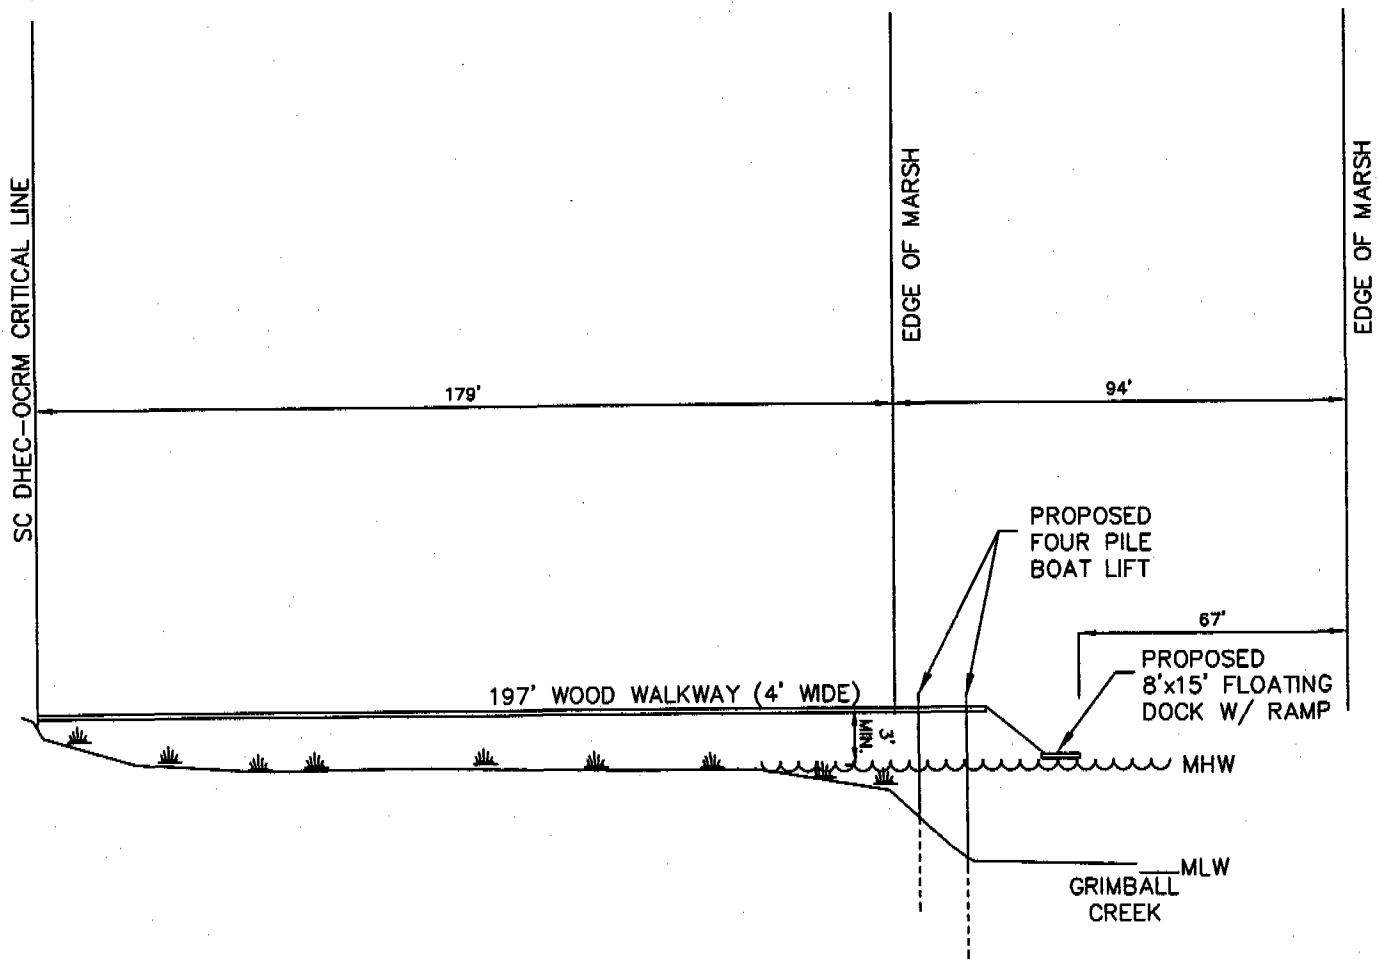 SC DHEC-OCRM CRITICAL LINE
EDGE OF MARSH
EDGE OF MARSH
179'
94'
PROPOSED
FOUR PILE
BOAT LIFT
67'
PROPOSED
8'x15' FLOATING
DOCK W/ RAMP
197' WOOD WALKWAY (4' WIDE)
3'
MIN.
MHW
MLW
GRIMBALL
CREEK